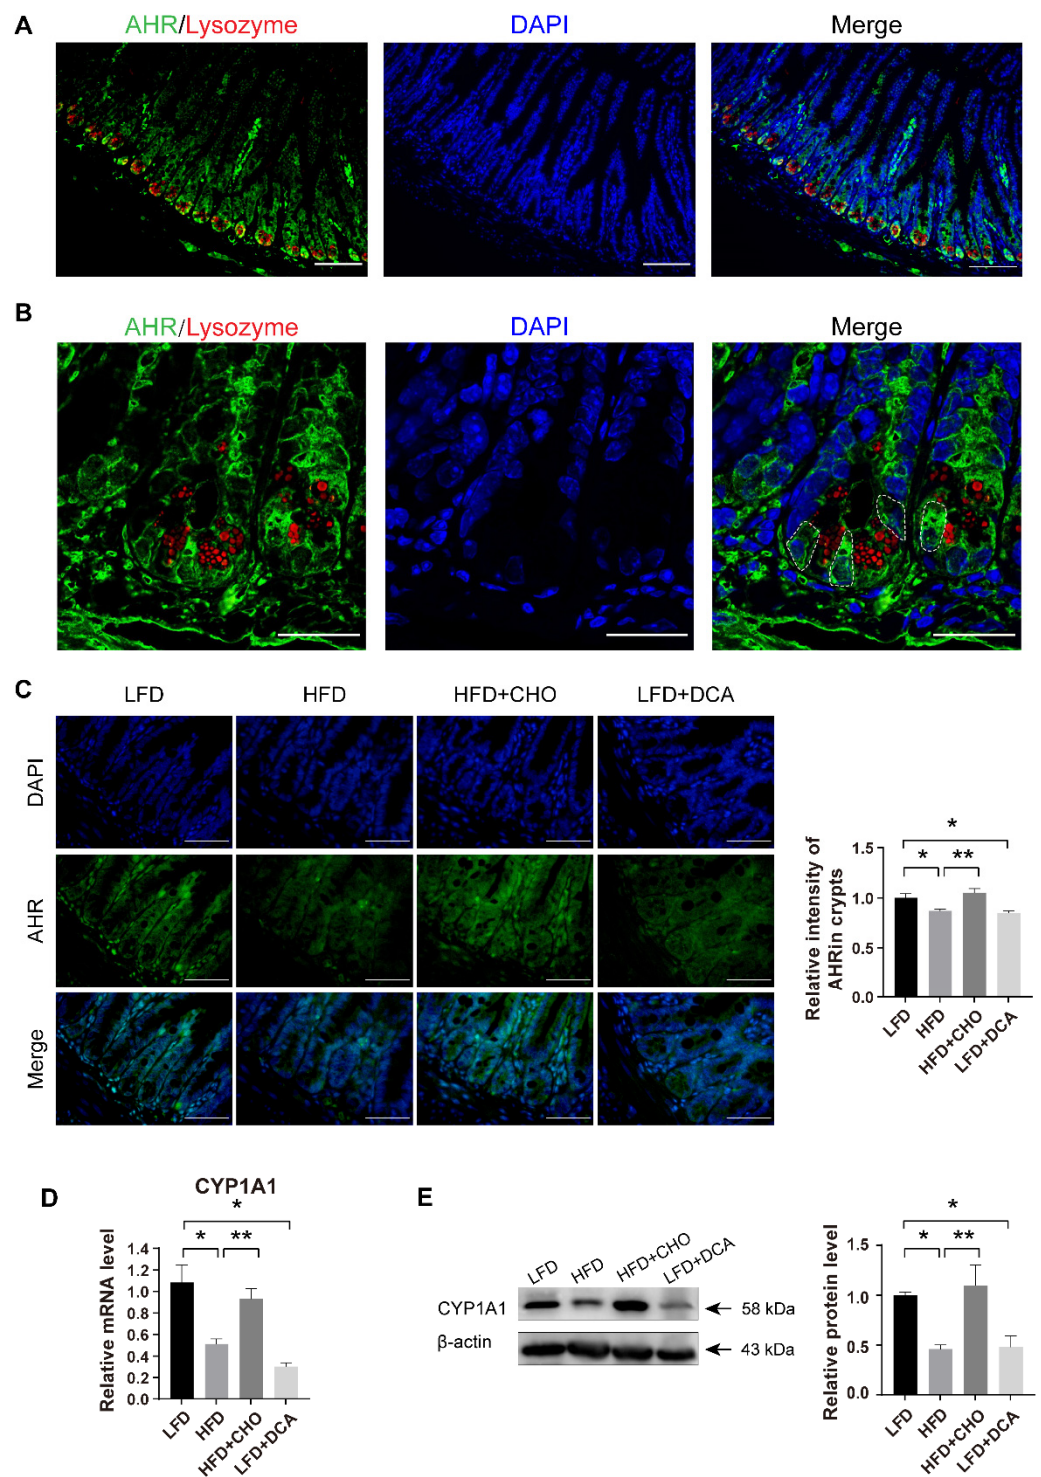 A
AHR/Lysozyme
DAPI
Merge
B
AHR/Lysozyme
DAPI
Merge
C
LFD
HFD
HFD+CHO
LFD+DCA
DAPI
AHR
Merge
Relative intensity of
AHRin crypts
*
*
**
1.5
1.0
0.5
0.0
LFD
HFD
HFD+CHO
LFD+DCA
D
CYP1A1
Relative mRNA level
*
*
**
1.4
1.2
1.0
0.8
0.6
0.4
0.2
0.0
LFD
HFD
HFD+CHO
LFD+DCA
E
LFD
HFD
HFD+CHO
LFD+DCA
CYP1A1
58 kDa
β-actin
43 kDa
Relative protein level
*
*
**
1.5
1.0
0.5
0.0
LFD
HFD
HFD+CHO
LFD+DCA